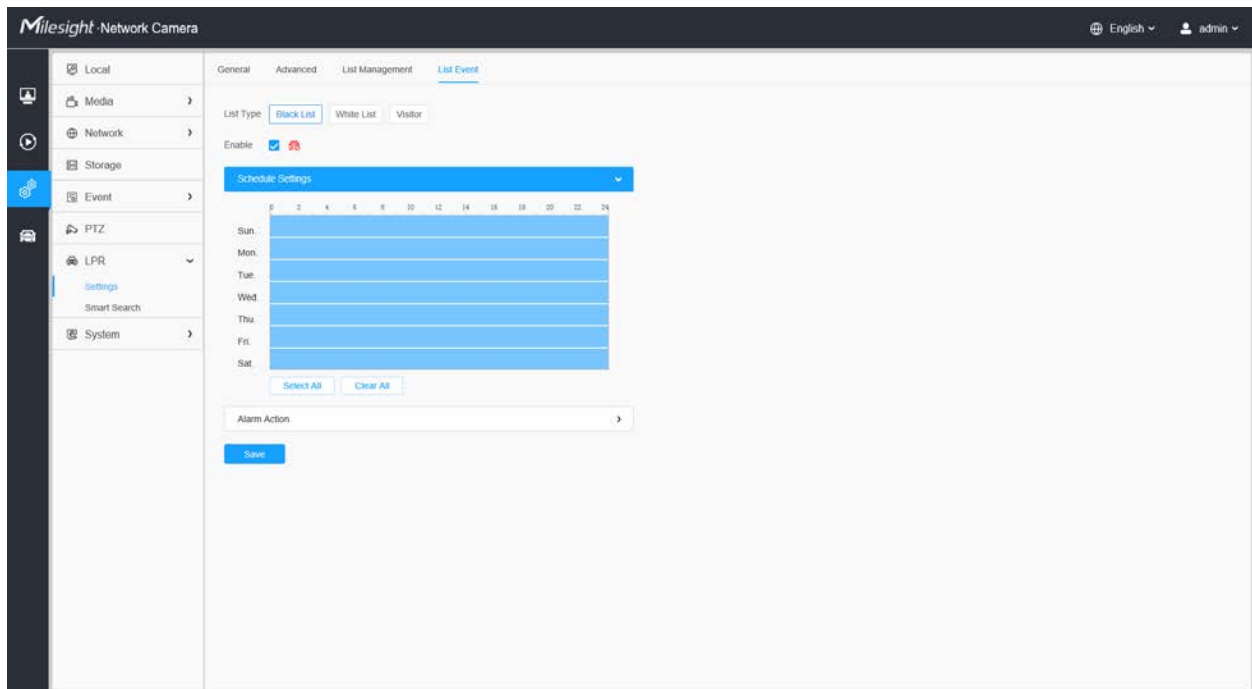 Milesight·Network Camera
English
admin
Local
Media
Network
Storage
Event
PTZ
LPR
Settings
Smart Search
System
General Advanced List Management List Event
List Type Black List White List Visitor
Enable
Schedule Settings
0 2 4 6 8 10 12 14 16 18 20 22 24
Sun.
Mon.
Tue.
Wed.
Thu.
Fri.
Sat.
Select All Clear All
Alarm Action
Save